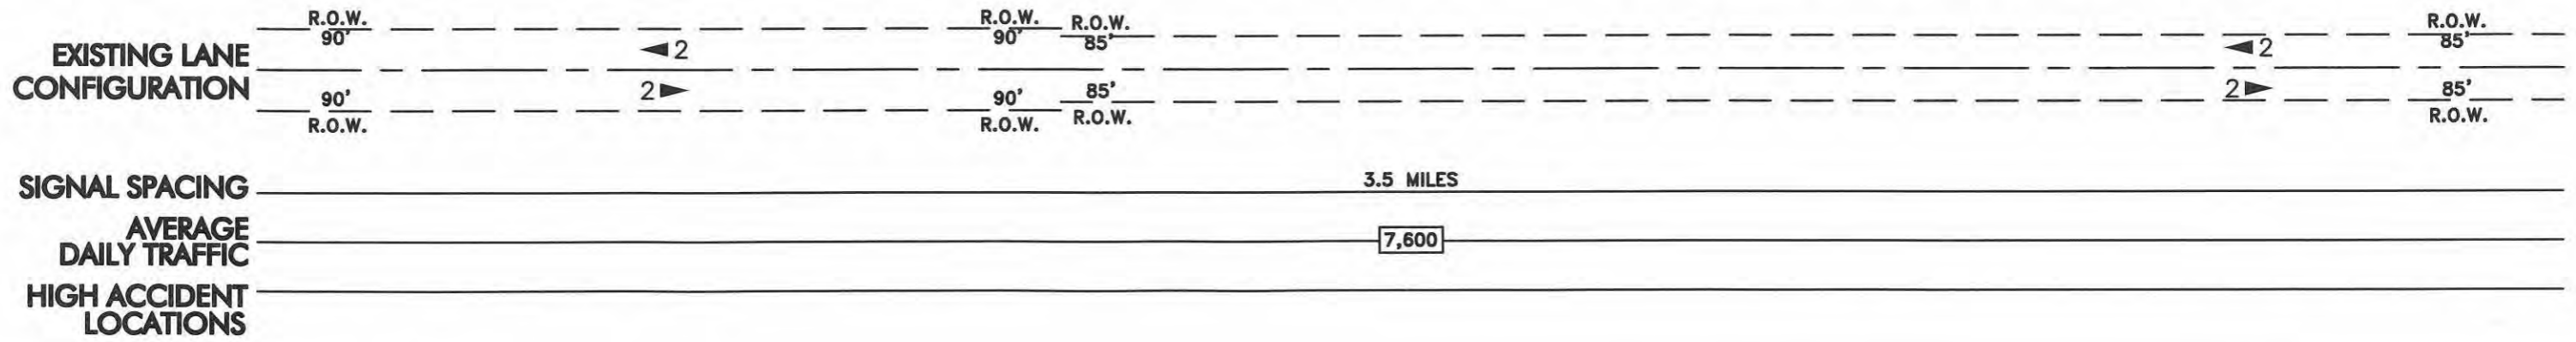 EXISTING LANE
CONFIGURATION
R.O.W.
90'
◄2
R.O.W.
90'
R.O.W.
85'
◄2
R.O.W.
85'
90'
R.O.W.
2►
90'
R.O.W.
85'
R.O.W.
2►
85'
R.O.W.
SIGNAL SPACING
3.5 MILES
AVERAGE
DAILY TRAFFIC
7,600
HIGH ACCIDENT
LOCATIONS